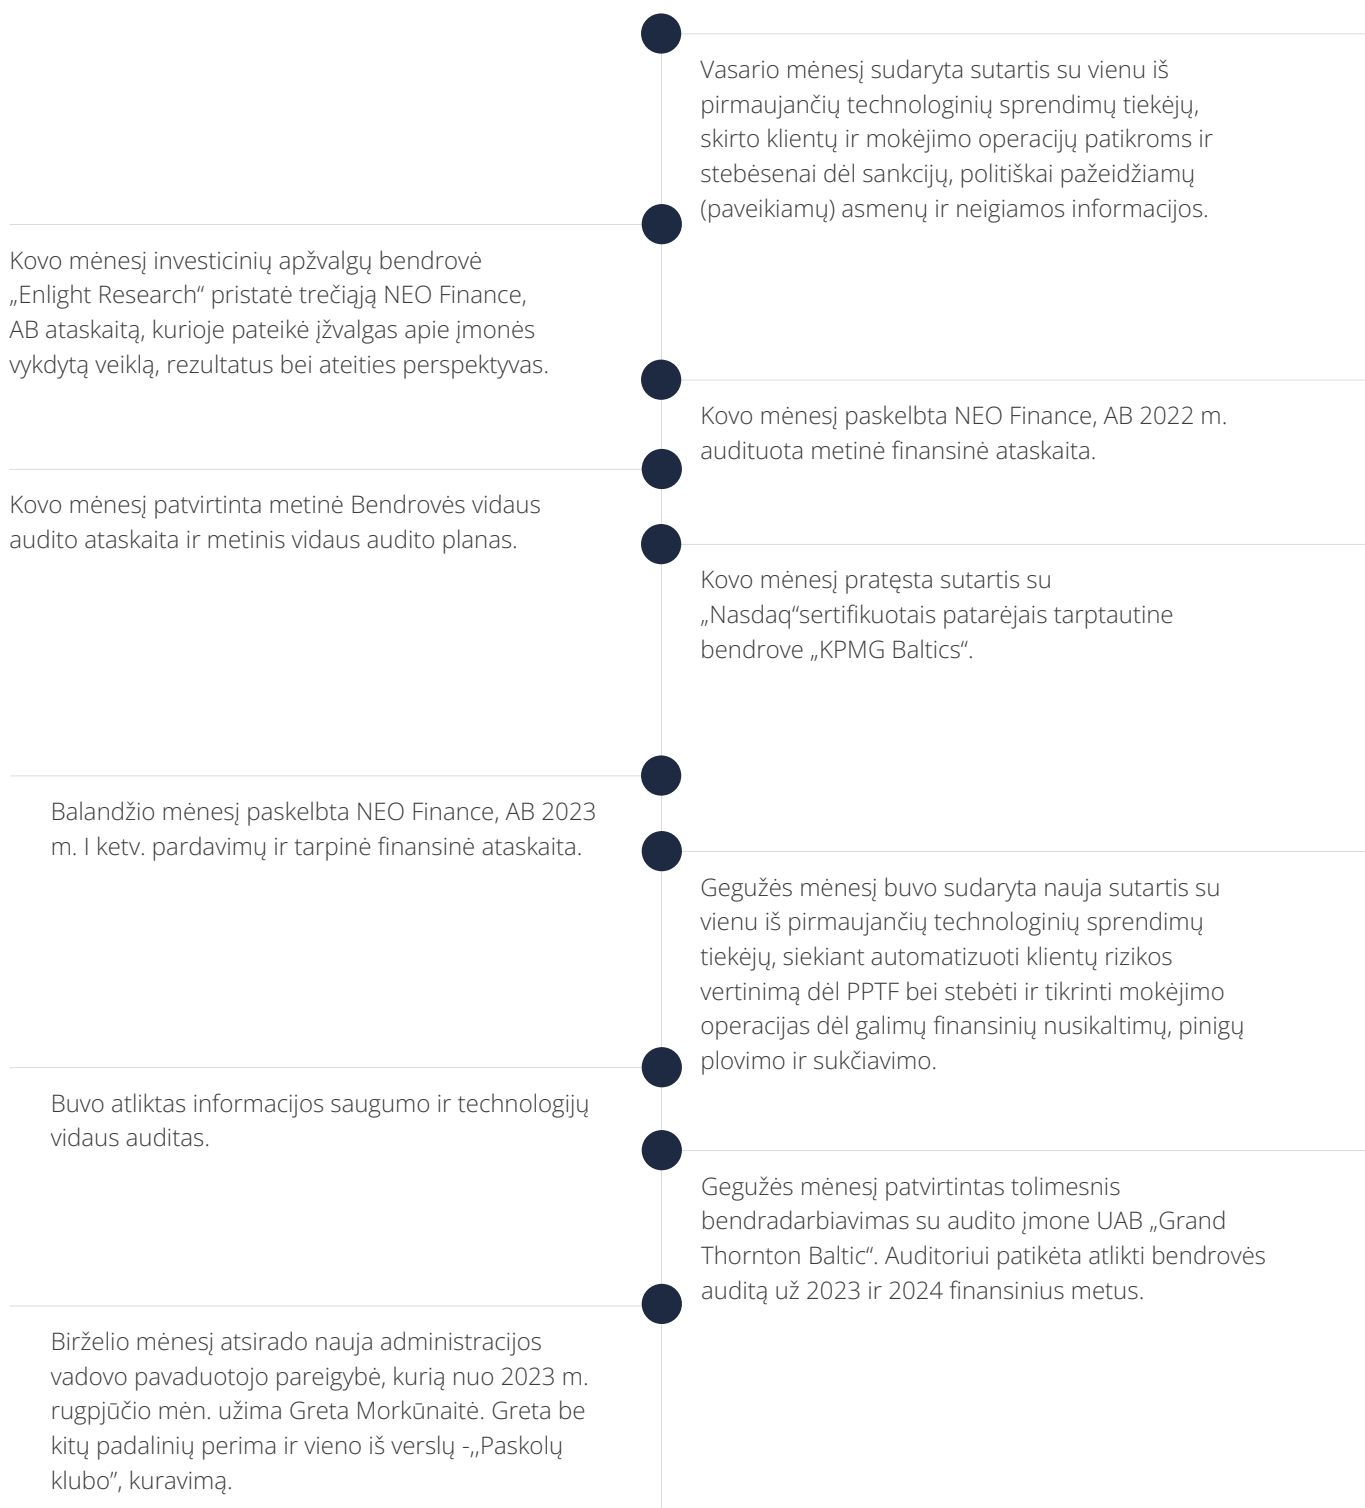 Vasario mėnesį sudaryta sutartis su vienu iš
pirmaujančių technologinių sprendimų tiekėjų,
skirto klientų ir mokėjimo operacijų patikroms ir
stebėsenai dėl sankcijų, politiškai pažeidžiamų
(paveikiamų) asmenų ir neigiamos informacijos.
Kovo mėnesį investicinių apžvalgų bendrovė
„Enlight Research“ pristatė trečiąją NEO Finance,
AB ataskaitą, kurioje pateikė įžvalgas apie įmonės
vykdytą veiklą, rezultatus bei ateities perspektyvas.
Kovo mėnesį paskelbta NEO Finance, AB 2022 m.
audituota metinė finansinė ataskaita.
Kovo mėnesį patvirtinta metinė Bendrovės vidaus
audito ataskaita ir metinis vidaus audito planas.
Kovo mėnesį pratęsta sutartis su
„Nasdaq“sertifikuotais patarėjais tarptautine
bendrove „KPMG Baltics“.
Balandžio mėnesį paskelbta NEO Finance, AB 2023
m. I ketv. pardavimų ir tarpinė finansinė ataskaita.
Gegužės mėnesį buvo sudaryta nauja sutartis su
vienu iš pirmaujančių technologinių sprendimų
tiekėjų, siekiant automatizuoti klientų rizikos
vertinimą dėl PPTF bei stebėti ir tikrinti mokėjimo
operacijas dėl galimų finansinių nusikaltimų, pinigų
plovimo ir sukčiavimo.
Buvo atliktas informacijos saugumo ir technologijų
vidaus auditas.
Gegužės mėnesį patvirtintas tolimesnis
bendradarbiavimas su audito įmone UAB „Grand
Thornton Baltic“. Auditoriui patikėta atlikti bendrovės
auditą už 2023 ir 2024 finansinius metus.
Birželio mėnesį atsirado nauja administracijos
vadovo pavaduotojo pareigybė, kurią nuo 2023 m.
rugpjūčio mėn. užima Greta Morkūnaitė. Greta be
kitų padalinių perima ir vieno iš verslų -,,Paskolų
klubo”, kuravimą.